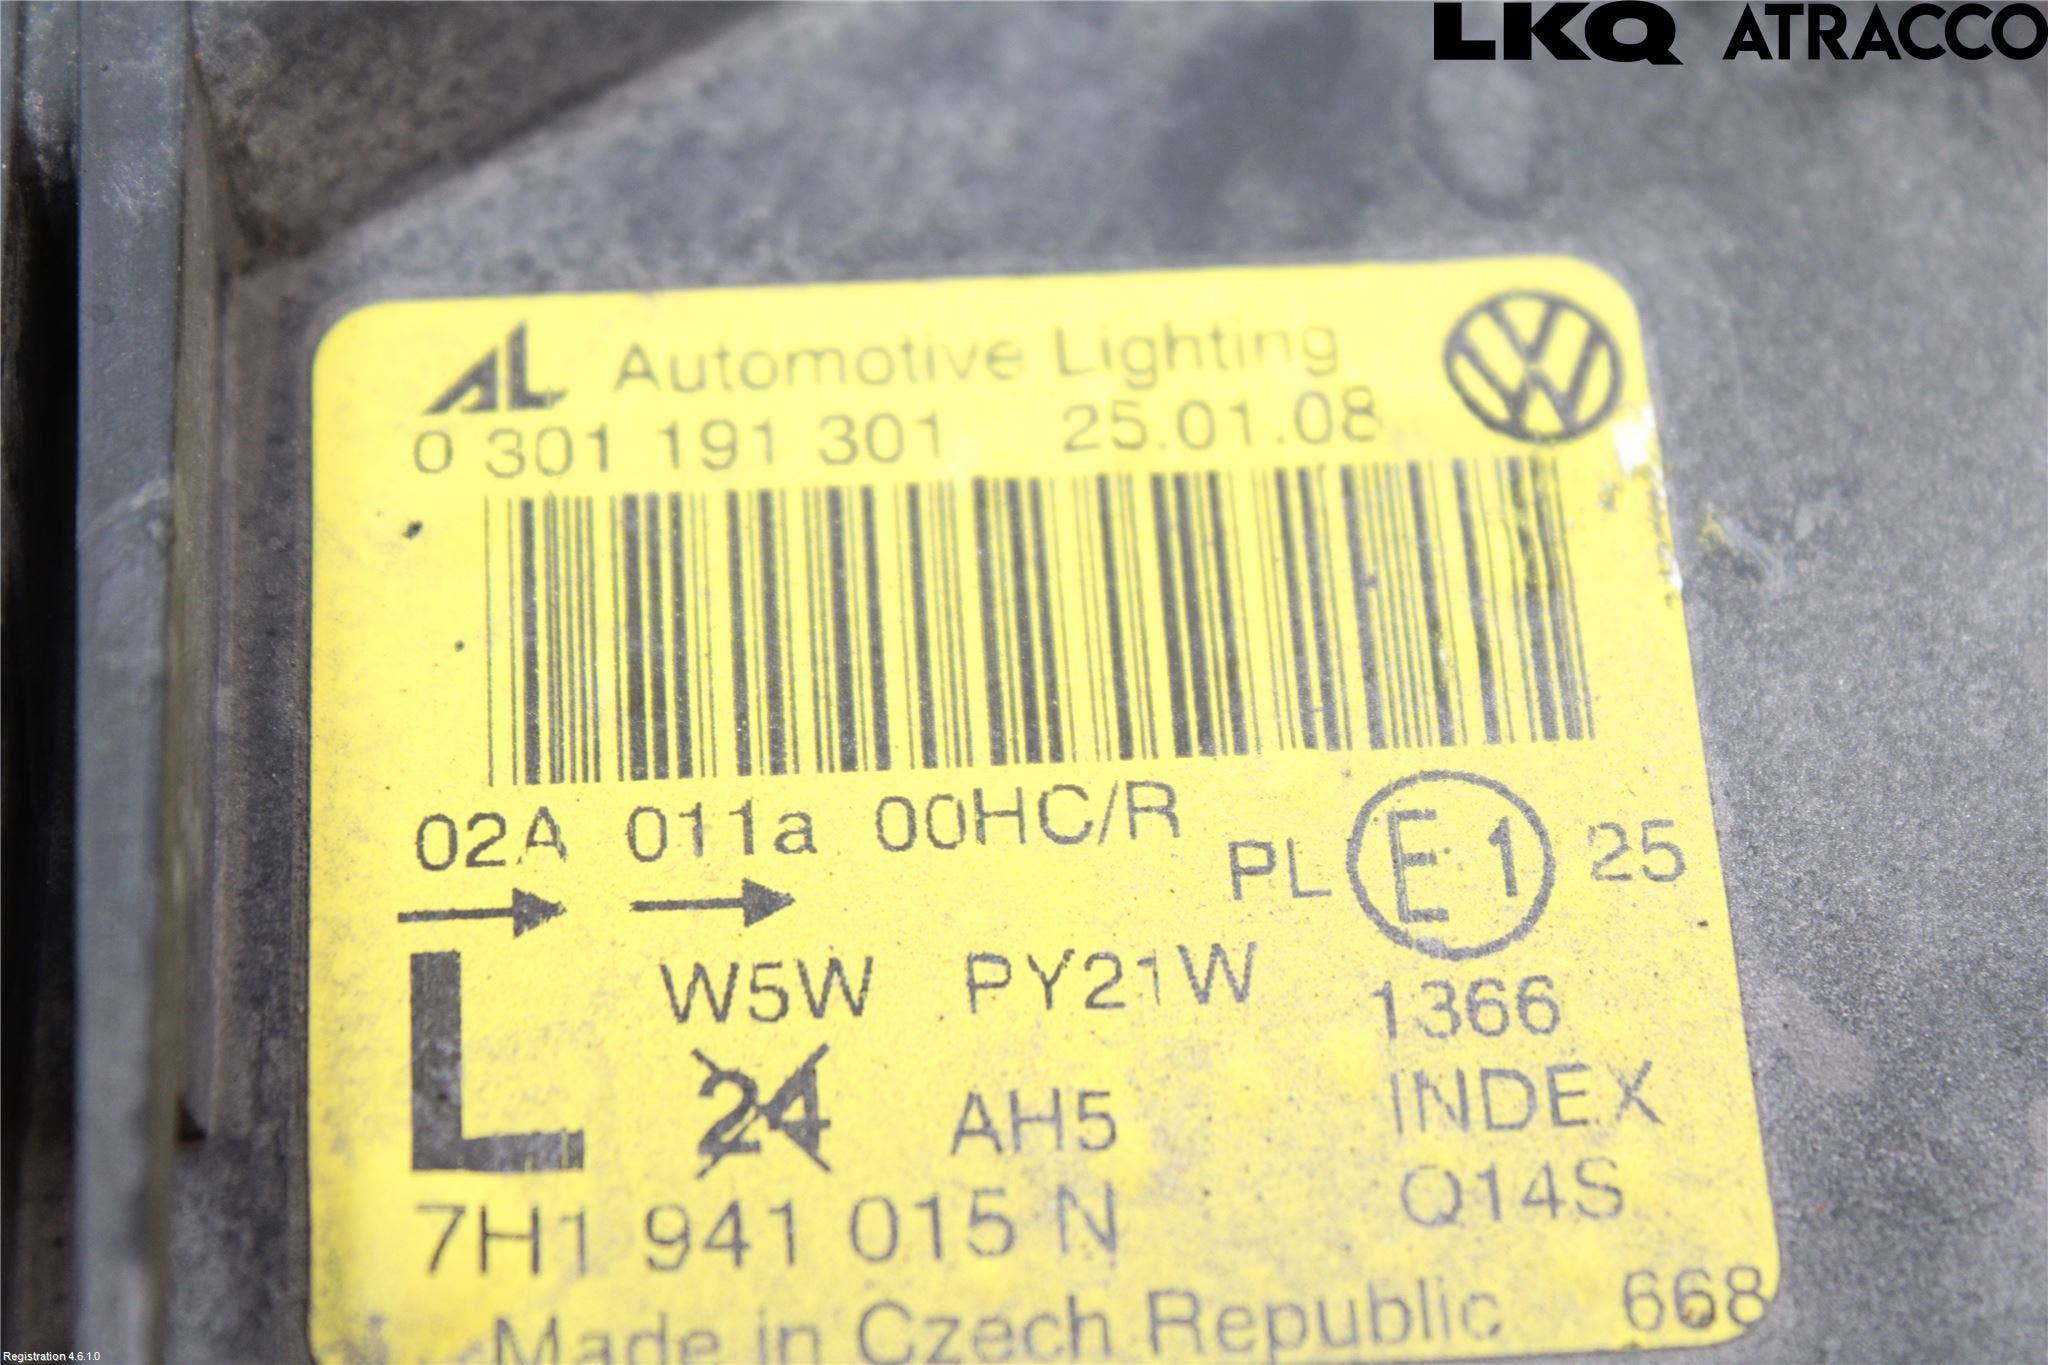 LKQ ATRACCO
AL Automotive Lighting
0 301 191 301 25.01.08
02A 011a 00HC/R PL E1 25
L W5W PY21W 1366
24 AH5 INDEX
7H1 941 015 N Q14S
Made in Czech Republic 668
Registration 4.6.1.0